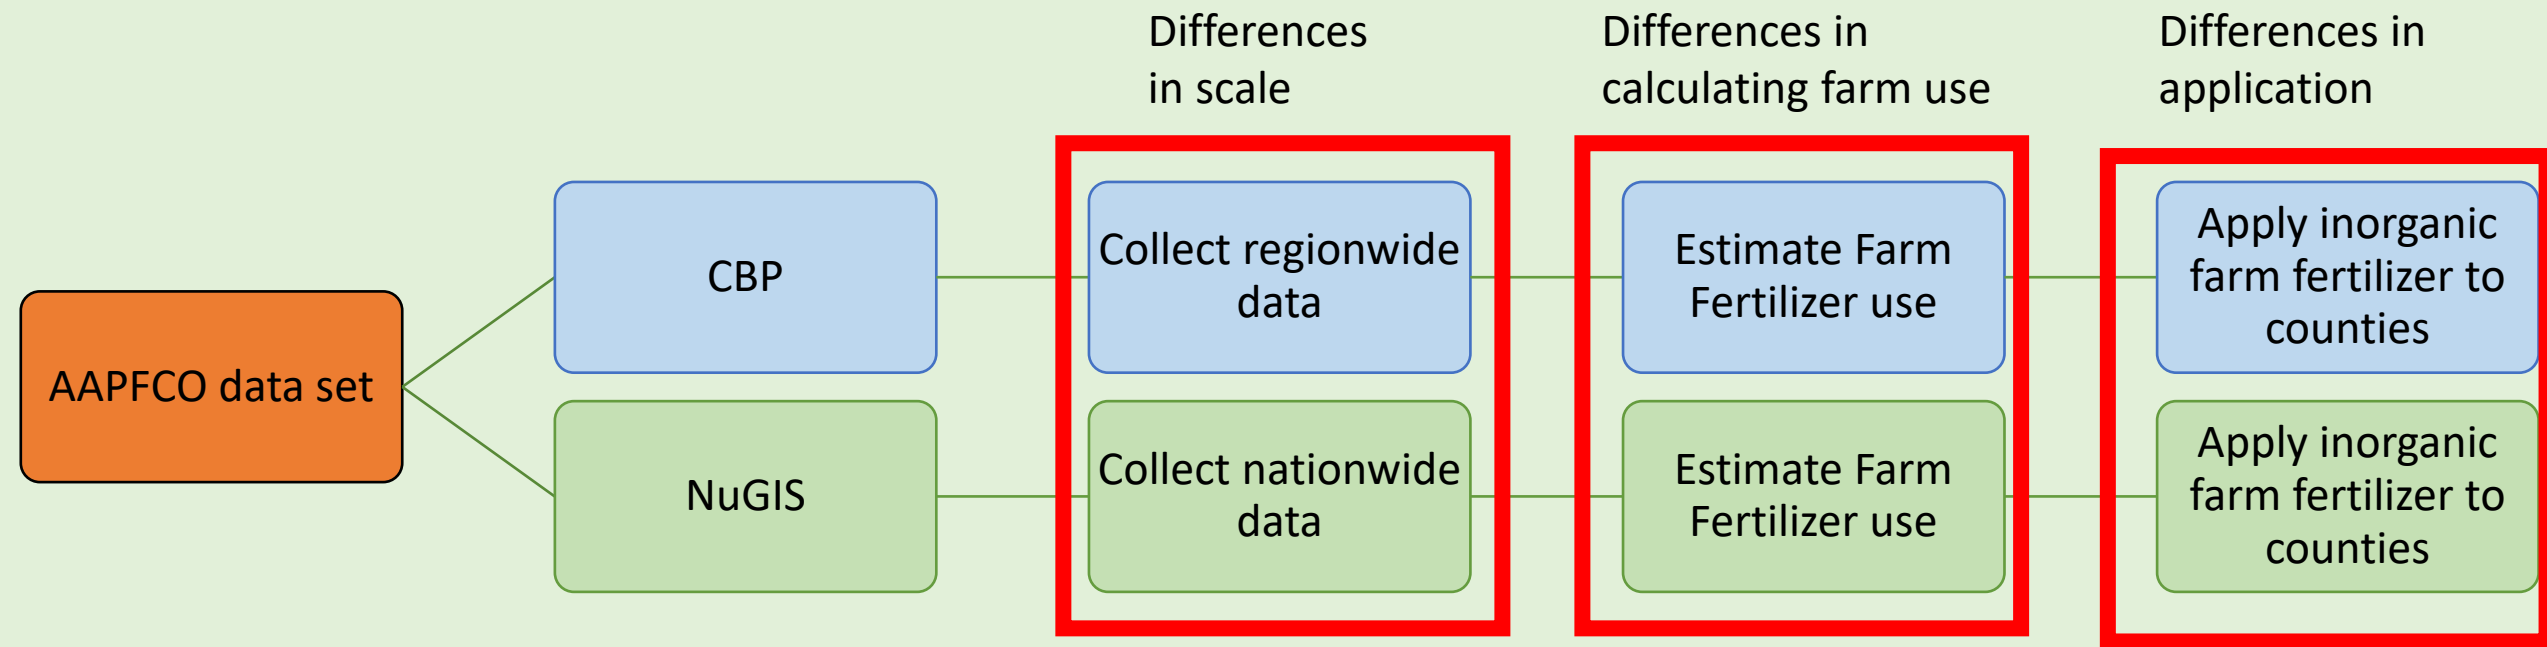 Differences
in scale
Differences in
calculating farm use
Differences in
application
AAPFCO data set
CBP
Collect regionwide
data
Estimate Farm
Fertilizer use
Apply inorganic
farm fertilizer to
counties
NuGIS
Collect nationwide
data
Estimate Farm
Fertilizer use
Apply inorganic
farm fertilizer to
counties